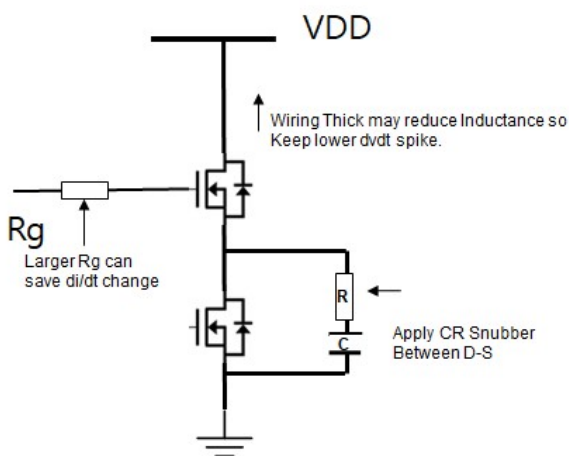 VDD
Wiring Thick may reduce Inductance so
Keep lower dvdt spike.
Rg
Larger Rg can
save di/dt change
R
C
Apply CR Snubber
Between D-S